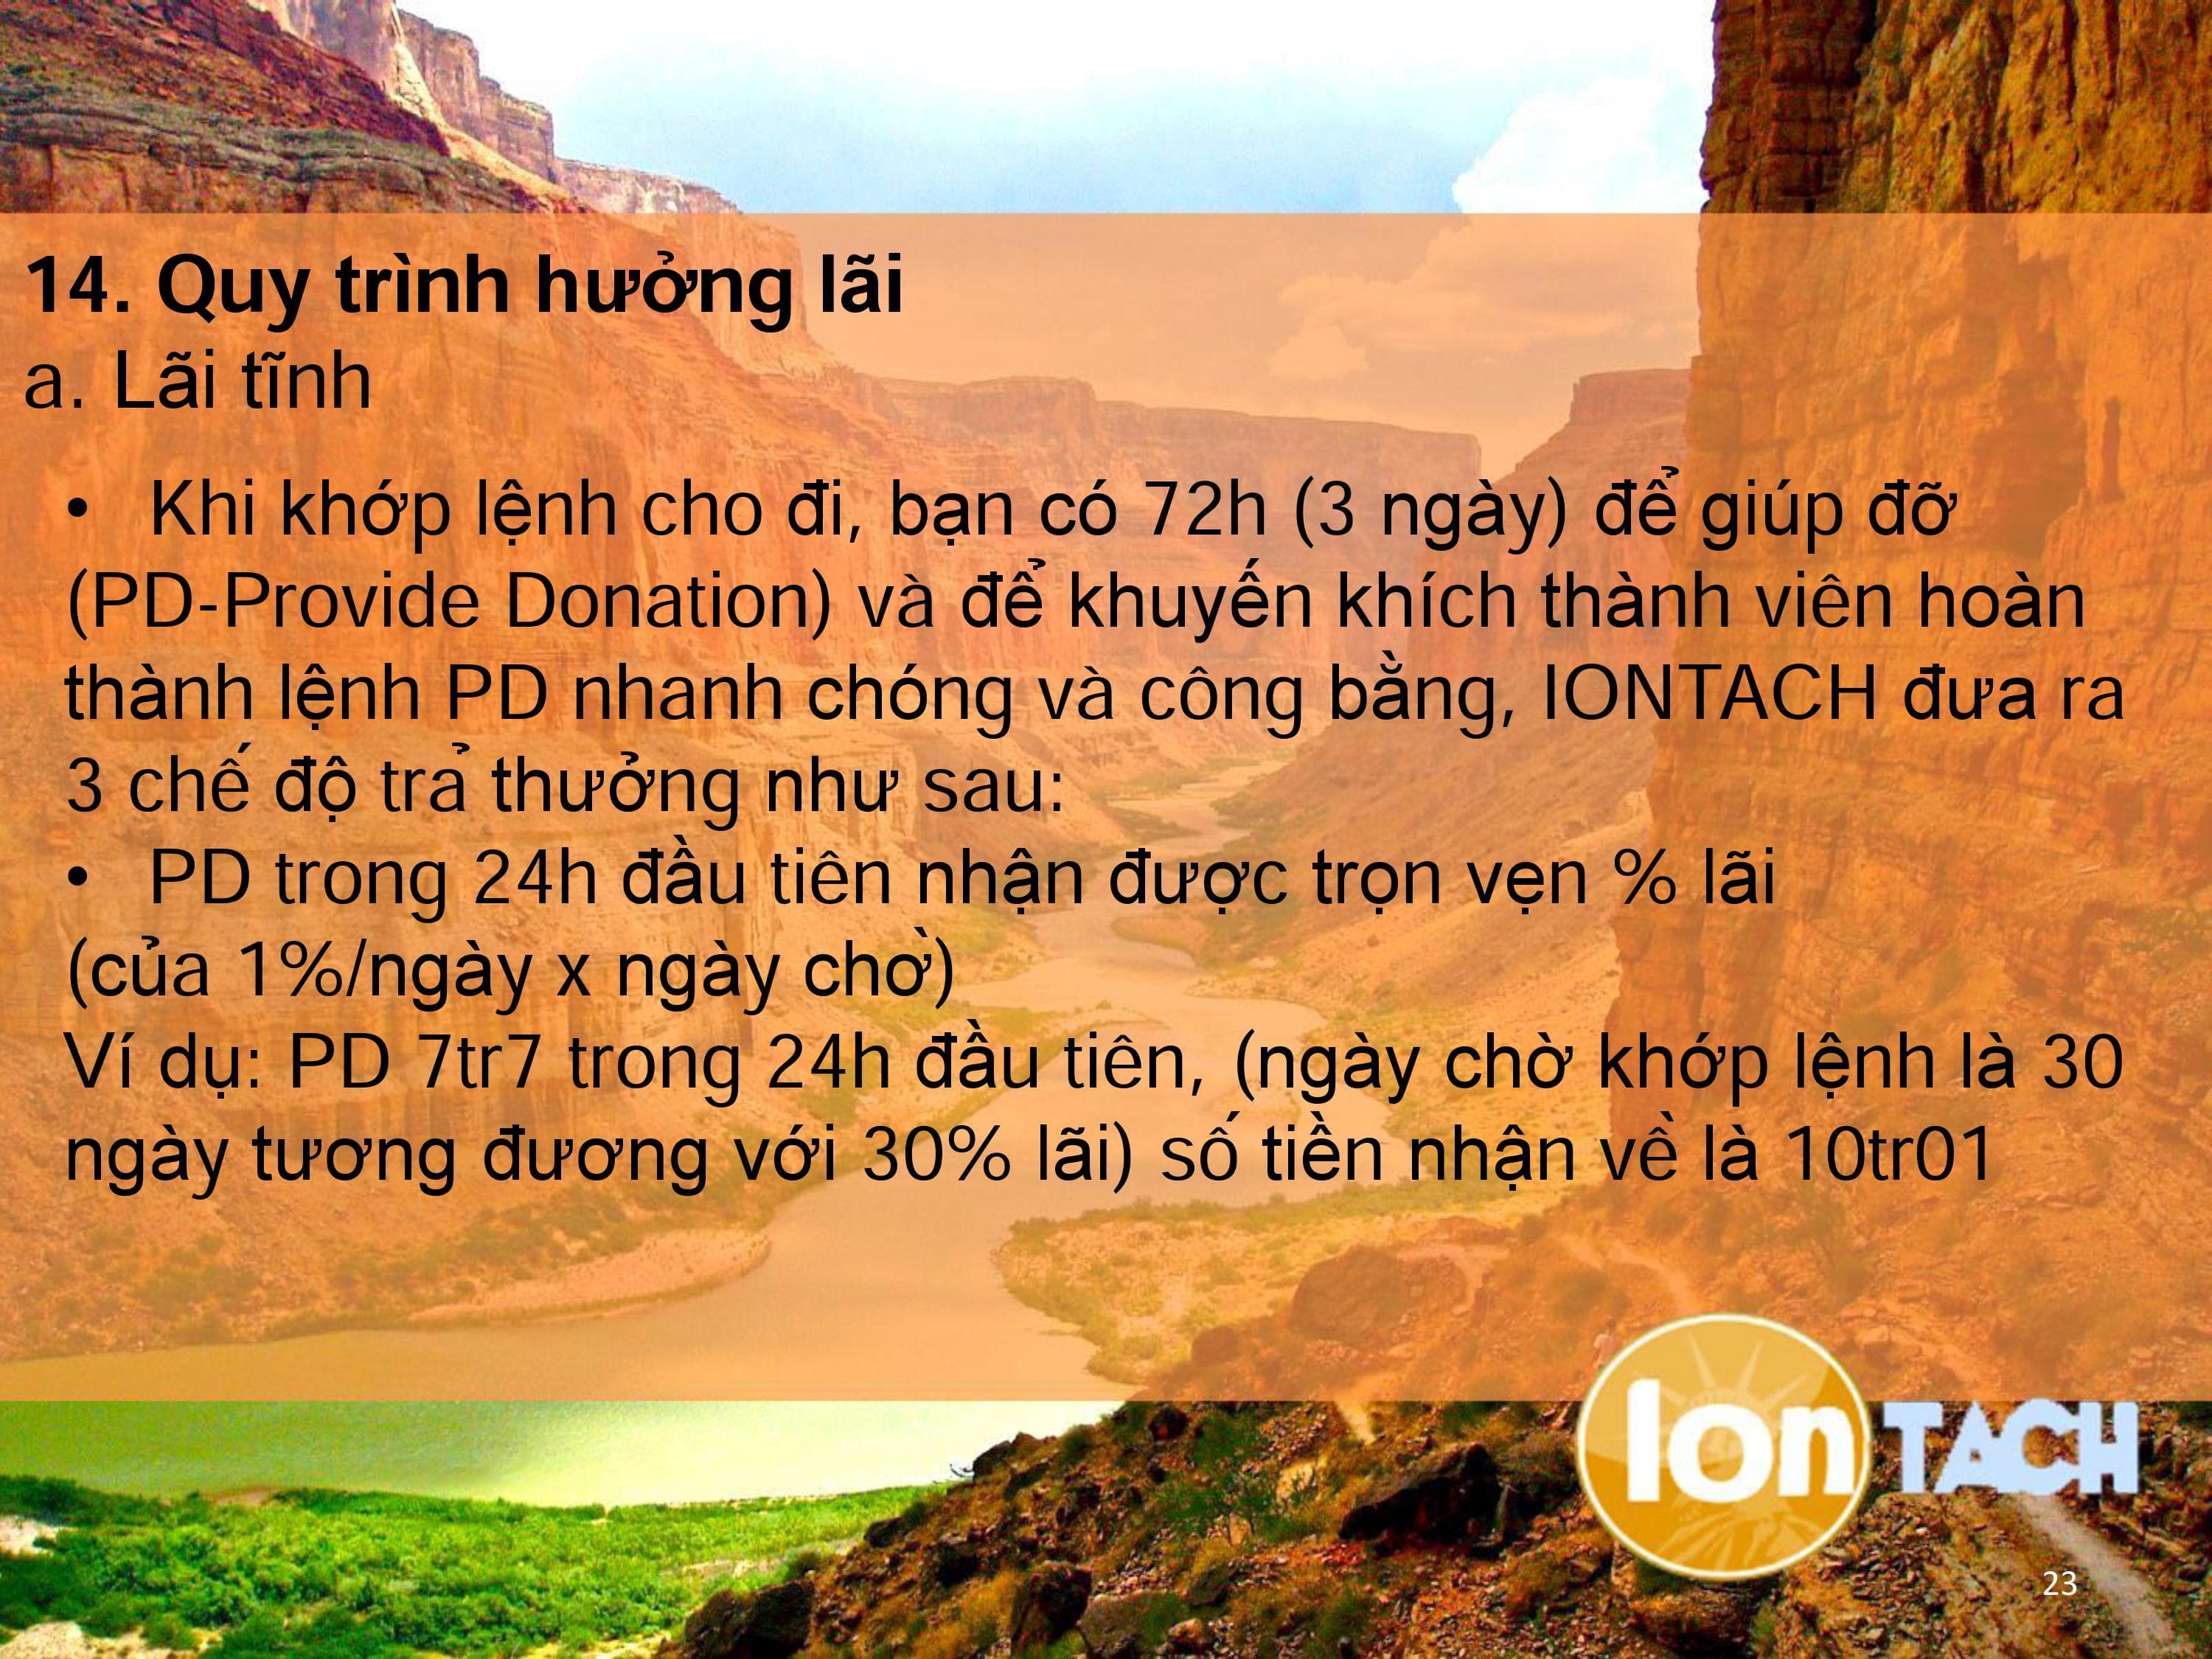 14. Quy trình hưởng lãi
a. Lãi tĩnh
• Khi khớp lệnh cho đi, bạn có 72h (3 ngày) để giúp đỡ
(PD-Provide Donation) và để khuyến khích thành viên hoàn
thành lệnh PD nhanh chóng và công bằng, IONTACH đưa ra
3 chế độ trả thưởng như sau:
• PD trong 24h đầu tiên nhận được trọn vẹn % lãi
(của 1%/ngày x ngày chờ)
Ví dụ: PD 7tr7 trong 24h đầu tiên, (ngày chờ khớp lệnh là 30
ngày tương đương với 30% lãi) số tiền nhận về là 10tr01
Ion TACH
23